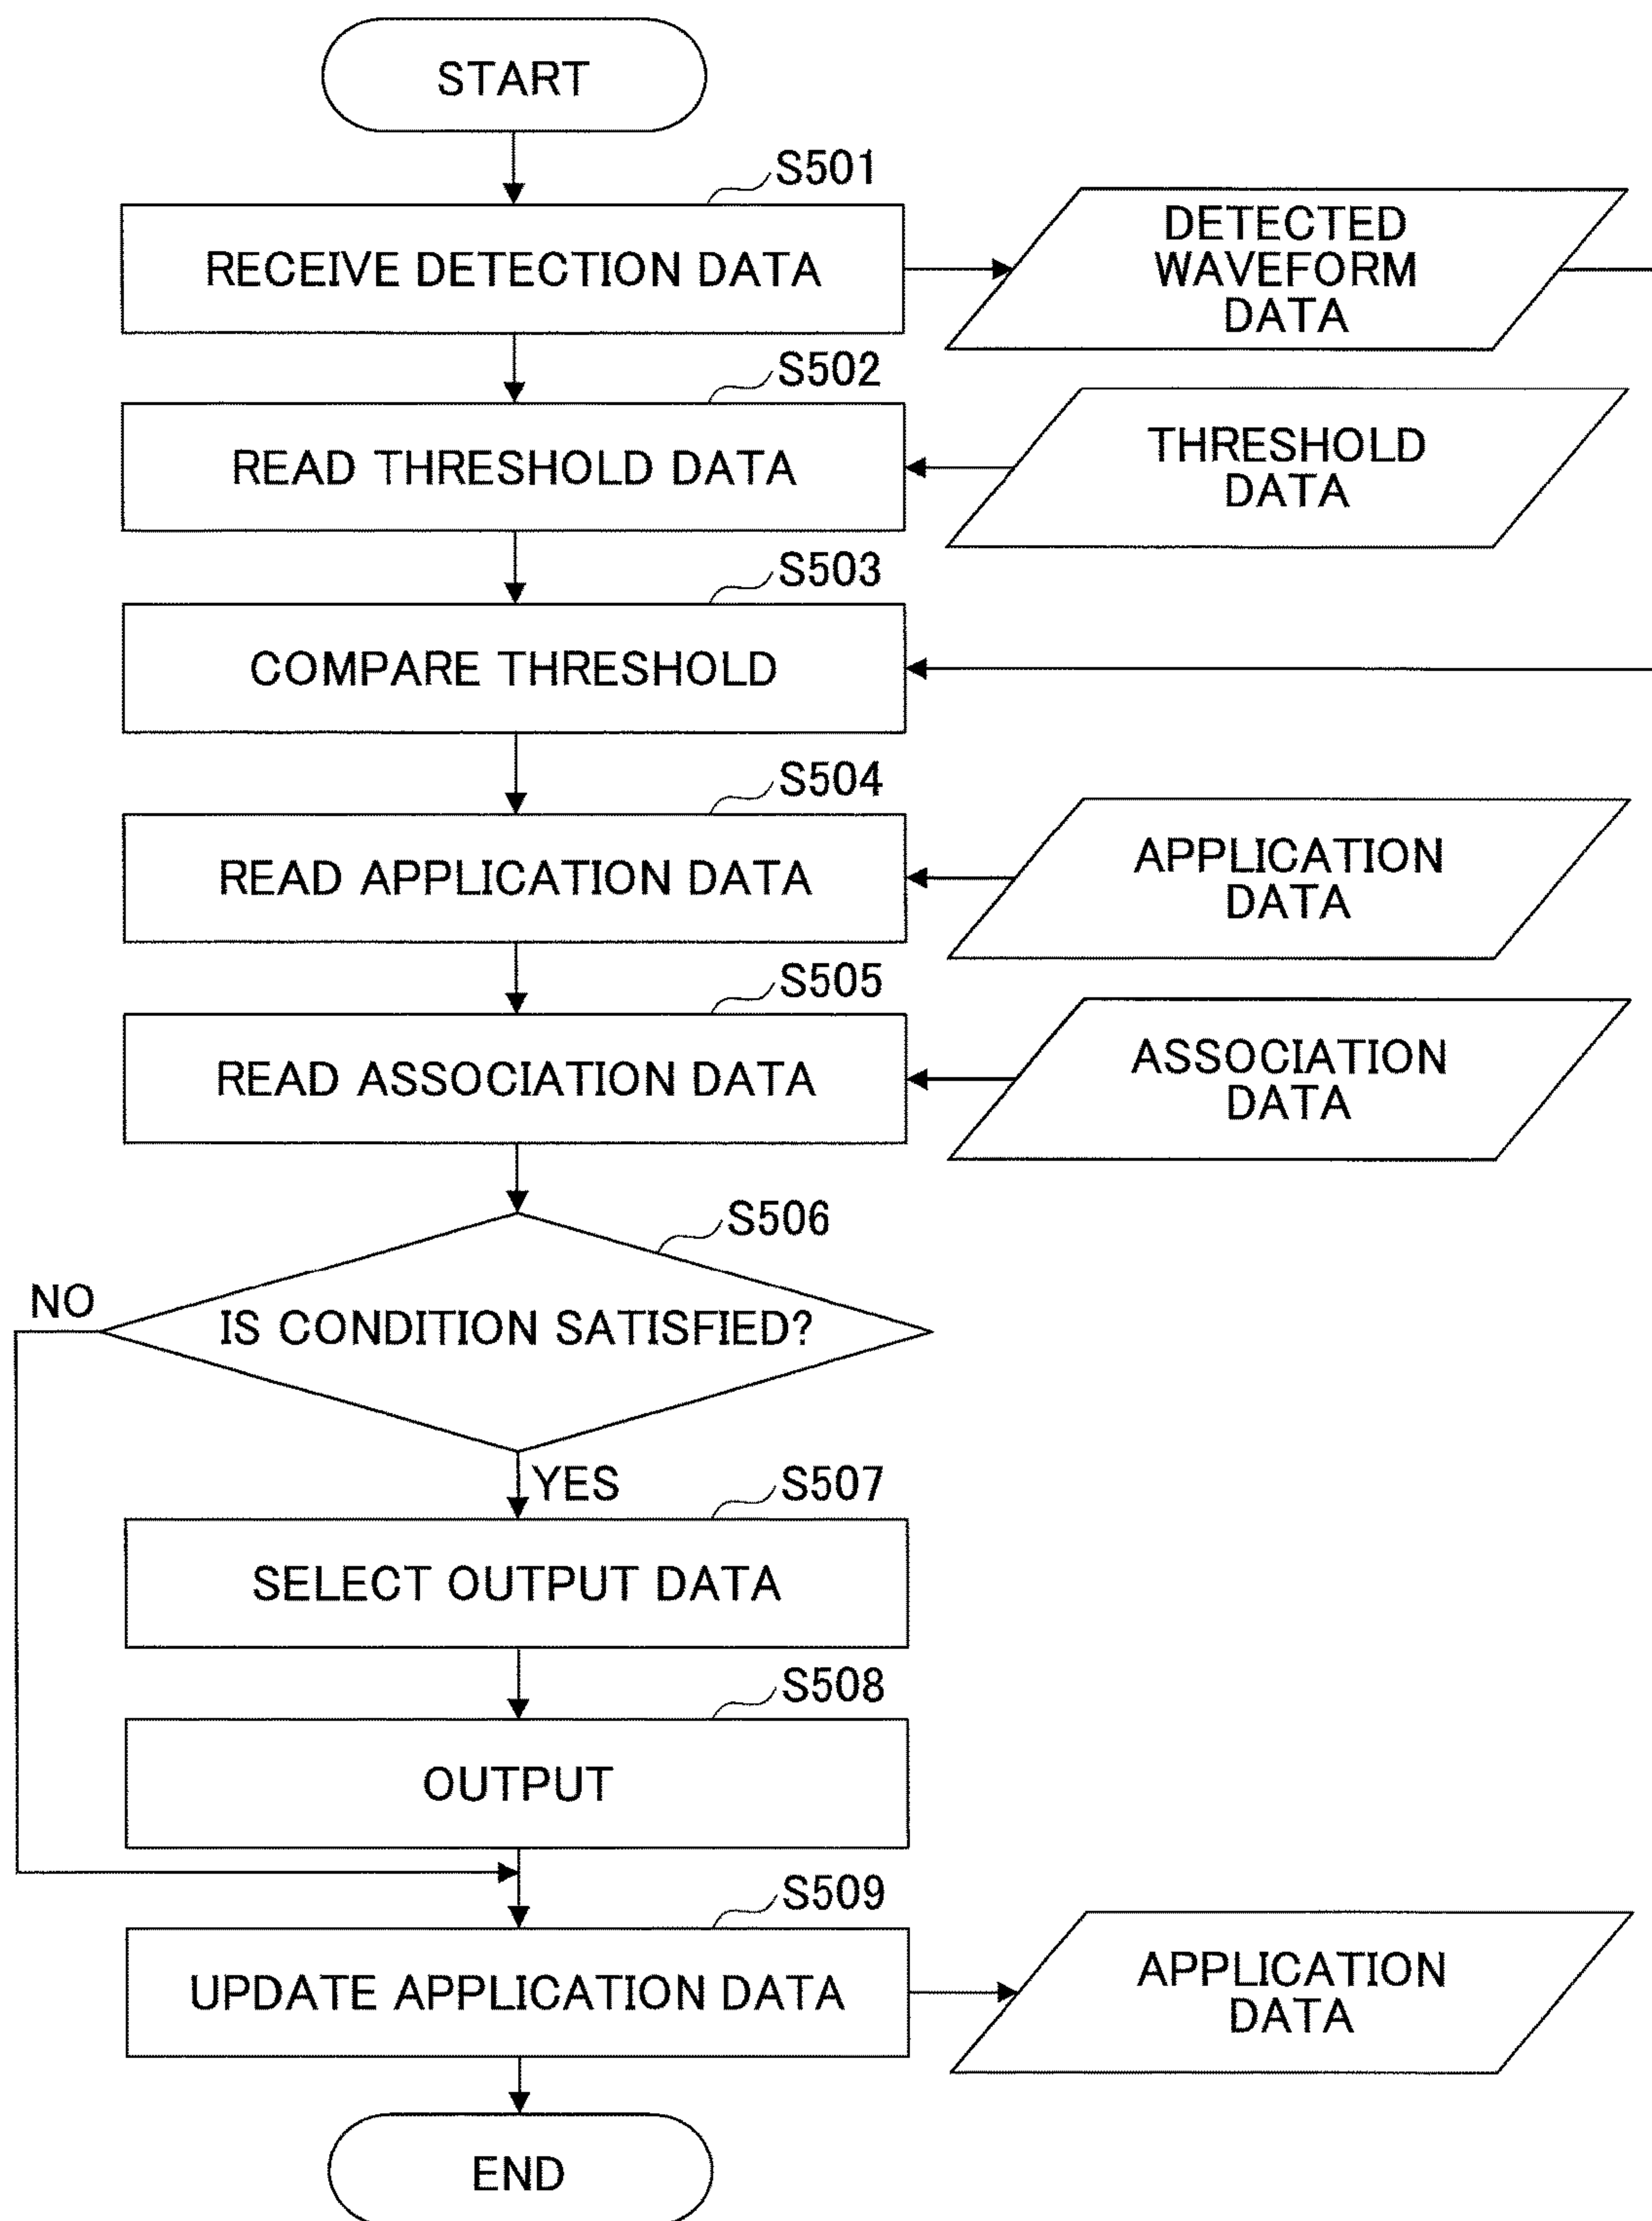 START
S501
RECEIVE DETECTION DATA
DETECTED
WAVEFORM
DATA
S502
READ THRESHOLD DATA
THRESHOLD
DATA
S503
COMPARE THRESHOLD
S504
READ APPLICATION DATA
APPLICATION
DATA
S505
READ ASSOCIATION DATA
ASSOCIATION
DATA
S506
NO
IS CONDITION SATISFIED?
YES
S507
SELECT OUTPUT DATA
S508
OUTPUT
S509
UPDATE APPLICATION DATA
APPLICATION
DATA
END